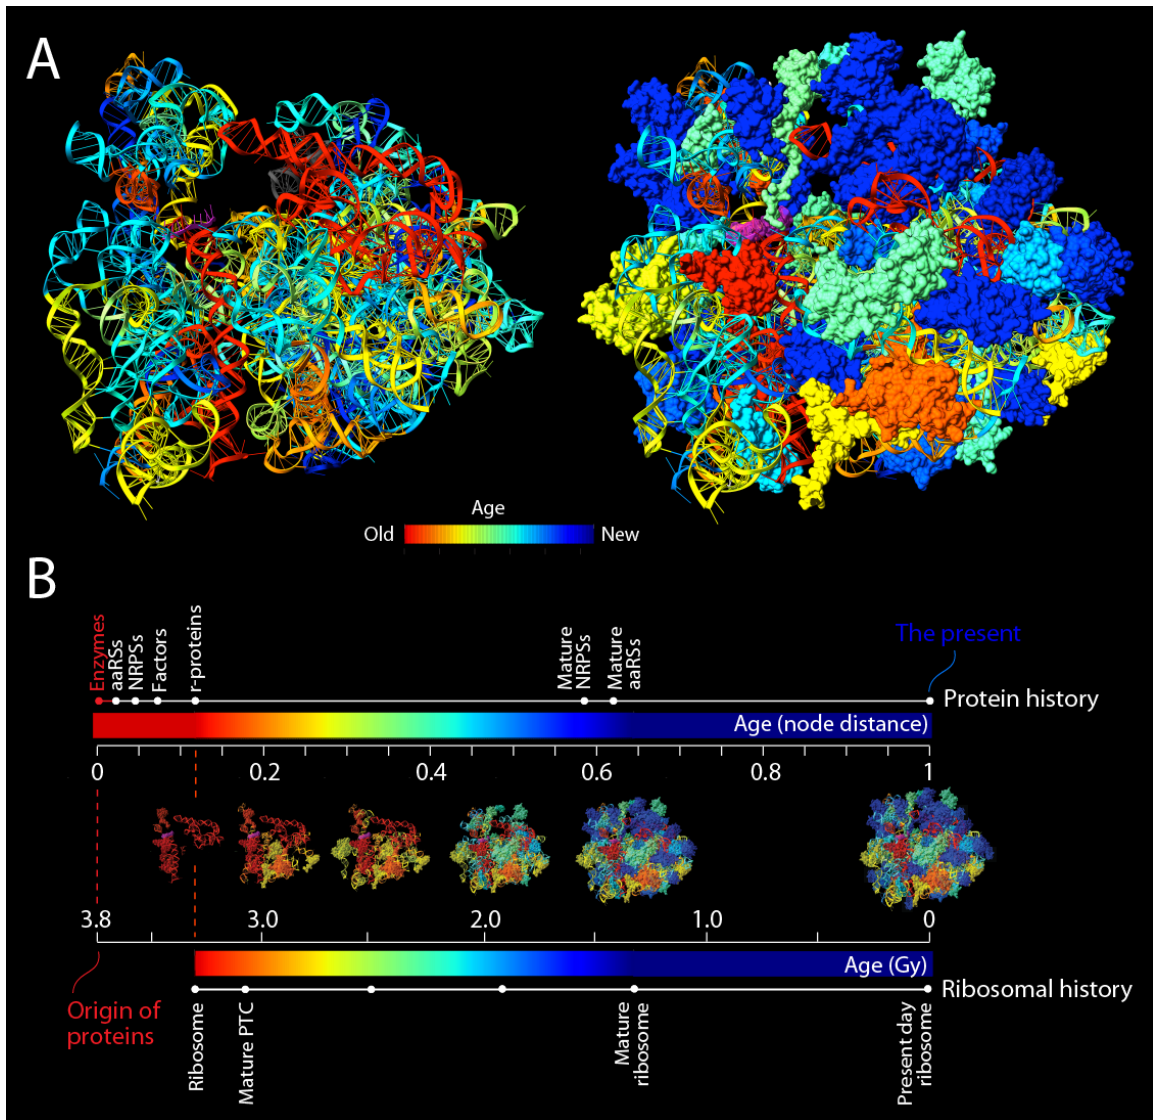 A
Age
Old
New
B
Enzymes
aaRSs
NRPSs
Factors
r-proteins
Mature
NRPSs
Mature
aaRSs
The present
Protein history
Age (node distance)
0
0.2
0.4
0.6
0.8
1
3.8
3.0
2.0
1.0
0
Age (Gy)
Origin of
proteins
Ribosomal history
Ribosome
Mature PTC
Mature
ribosome
Present day
ribosome